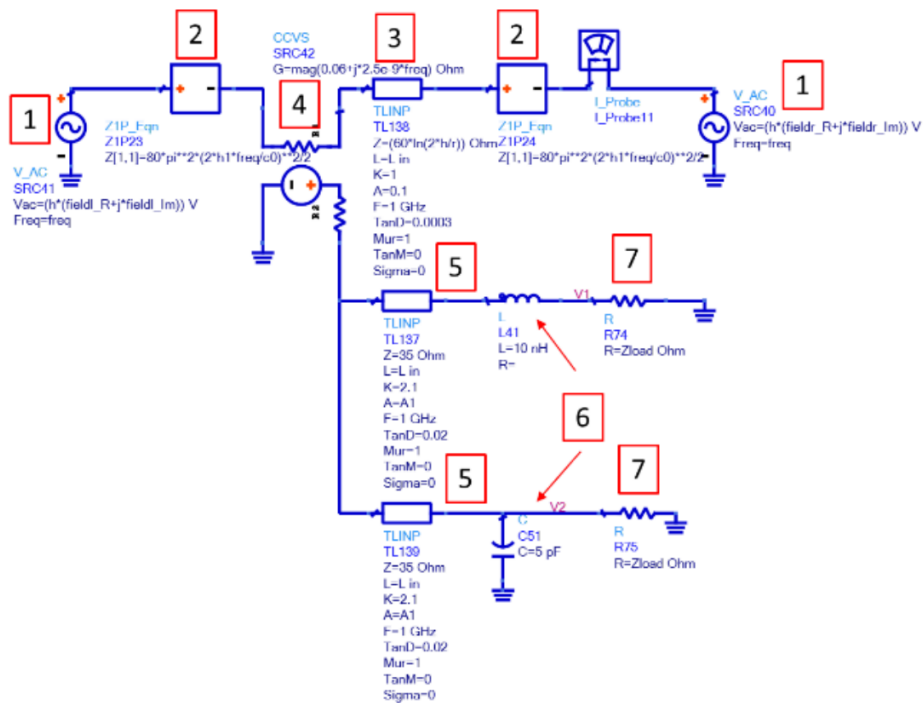 2
CCVS
SRC42
G=mag(0.06+j*2.5e-9*freq) Ohm
3
2
1
+
-
4
+
-
I_Probe
I_Probe11
+
V_AC
SRC40
Vac=(h*(fieldr_R+j*fieldr_Im)) V
Freq=freq
1
+
-
V_AC
SRC41
Vac=(h*(fieldl_R+j*fieldl_Im)) V
Freq=freq
Z1P_Eqn
Z1P23
Z[1,1]=80*pi**2*(2*h1*freq/c0)**2/2
TLINP
TL138
Z=(60*ln(2*h/r)) Ohm
L=L in
K=1
A=0.1
F=1 GHz
TanD=0.0003
Mur=1
TanM=0
Sigma=0
Z1P_Eqn
Z1P24
Z[1,1]=80*pi**2*(2*h1*freq/c0)**2/2
5
TLINP
TL137
Z=35 Ohm
L=L in
K=2.1
A=A1
F=1 GHz
TanD=0.02
Mur=1
TanM=0
Sigma=0
L
L41
L=10 nH
R=
V1
7
R
R74
R=Zload Ohm
6
5
TLINP
TL139
Z=35 Ohm
L=L in
K=2.1
A=A1
F=1 GHz
TanD=0.02
Mur=1
TanM=0
Sigma=0
V2
C
C51
C=5 pF
7
R
R75
R=Zload Ohm